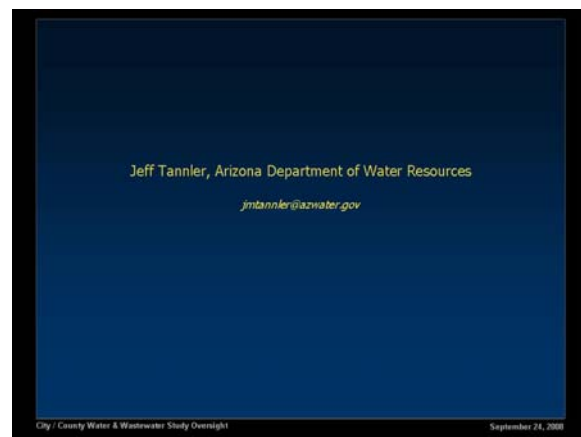 Jeff Tannler, Arizona Department of Water Resources
jmtannler@azwater.gov
City / County Water & Wastewater Study Oversight
September 24, 2008